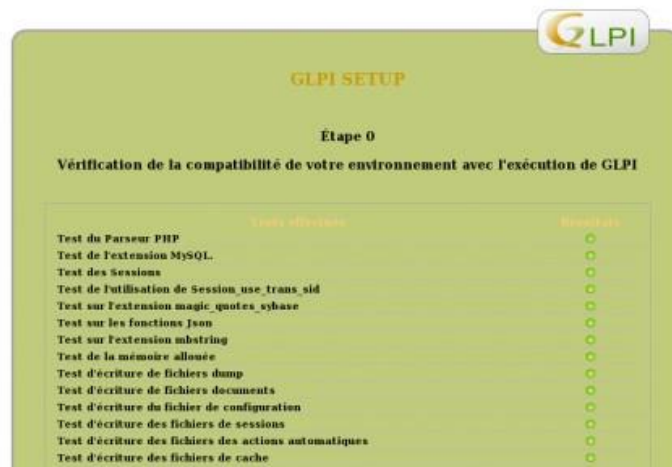 GLPI
GLPI SETUP
Étape 0
Vérification de la compatibilité de votre environnement avec l'exécution de GLPI
Tests effectués Résultats
Test du Parseur PHP
Test de l'extension MySQL.
Test des Sessions
Test de l'utilisation de Session_use_trans_sid
Test sur l'extension magic_quotes_sybase
Test sur les fonctions Json
Test sur l'extension mbstring
Test de la mémoire allouée
Test d'écriture de fichiers dump
Test d'écriture de fichiers documents
Test d'écriture du fichier de configuration
Test d'écriture des fichiers de sessions
Test d'écriture des fichiers des actions automatiques
Test d'écriture des fichiers de cache